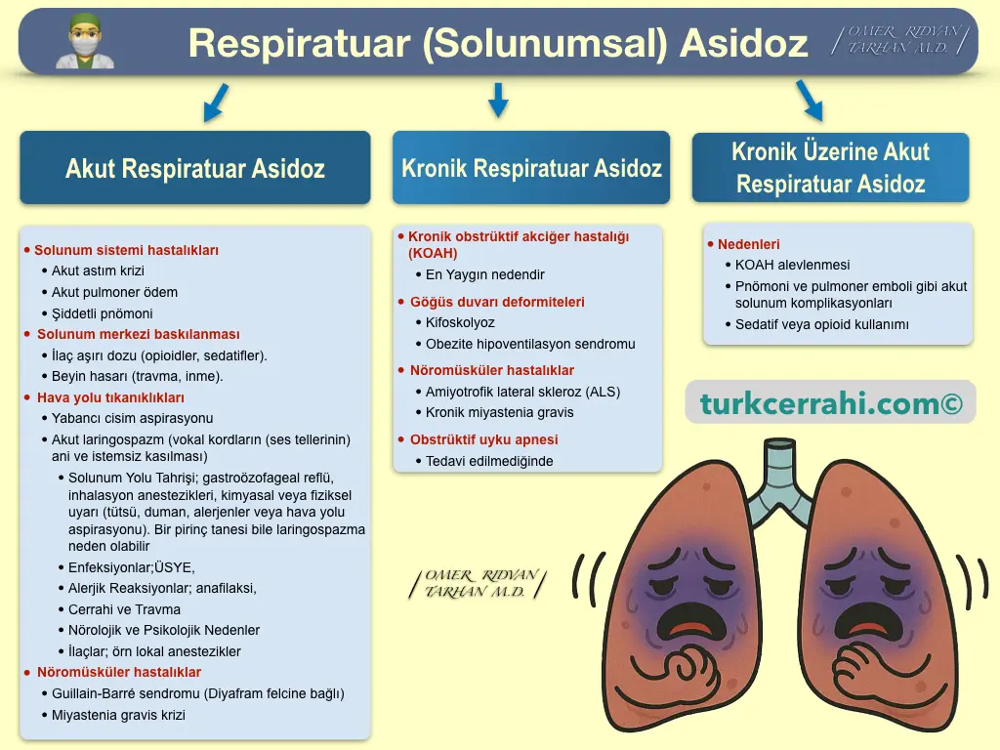 Respiratuar (Solunumsal) Asidoz
OMER RIDVAN
TARHAN M.D.
Akut Respiratuar Asidoz
• Solunum sistemi hastalıkları
• Akut astım krizi
• Akut pulmoner ödem
• Şiddetli pnömoni
• Solunum merkezi baskılanması
• İlaç aşırı dozu (opioidler, sedatifler).
• Beyin hasarı (travma, inme).
• Hava yolu tıkanıklıkları
• Yabancı cisim aspirasyonu
• Akut laringospazm (vokal kordların (ses tellerinin)
ani ve istemsiz kasılması)
• Solunum Yolu Tahrişi; gastroözofageal reflü,
inhalasyon anestezikleri, kimyasal veya fiziksel
uyarı (tütsü, duman, alerjenler veya hava yolu
aspirasyonu). Bir pirinç tanesi bile laringospazma
neden olabilir
• Enfeksiyonlar;ÜSYE,
• Alerjik Reaksiyonlar; anafilaksi,
• Cerrahi ve Travma
• Nörolojik ve Psikolojik Nedenler
• İlaçlar; örn lokal anestezikler
• Nöromüsküler hastalıklar
• Guillain-Barré sendromu (Diyafram felcine bağlı)
• Miyastenia gravis krizi
Kronik Respiratuar Asidoz
• Kronik obstrüktif akciğer hastalığı
(KOAH)
• En Yaygın nedendir
• Göğüs duvarı deformiteleri
• Kifoskolyoz
• Obezite hipoventilasyon sendromu
• Nöromüsküler hastalıklar
• Amiyotrofik lateral skleroz (ALS)
• Kronik miyastenia gravis
• Obstrüktif uyku apnesi
• Tedavi edilmediğinde
Kronik Üzerine Akut
Respiratuar Asidoz
• Nedenleri
• KOAH alevlenmesi
• Pnömoni ve pulmoner emboli gibi akut
solunum komplikasyonları
• Sedatif veya opioid kullanımı
turkcerrahi.com©
OMER RIDVAN
TARHAN M.D.